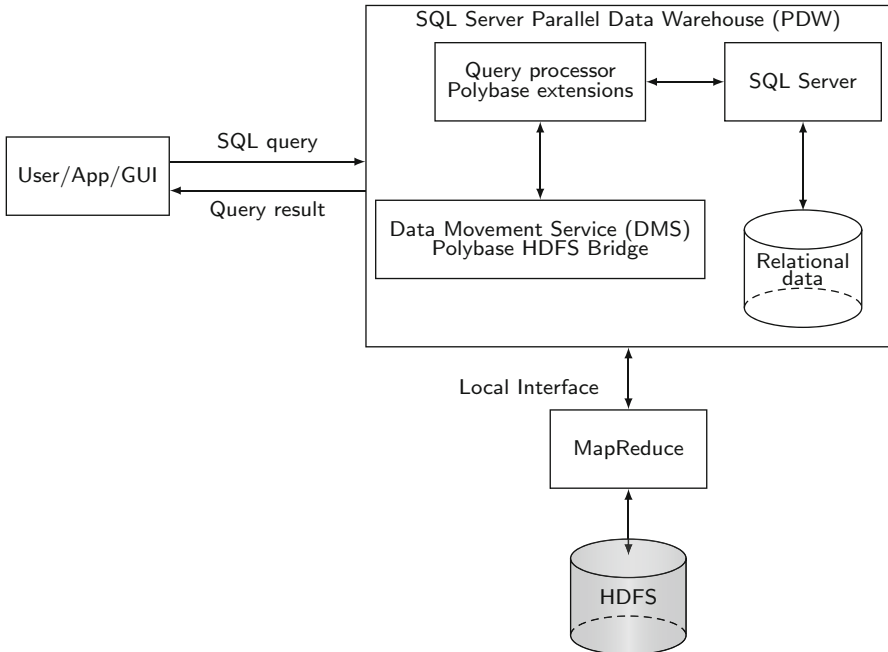 SQL Server Parallel Data Warehouse (PDW)
Query processor
Polybase extensions
SQL Server
SQL query
User/App/GUI
Query result
Data Movement Service (DMS)
Polybase HDFS Bridge
Relational
data
Local Interface
MapReduce
HDFS